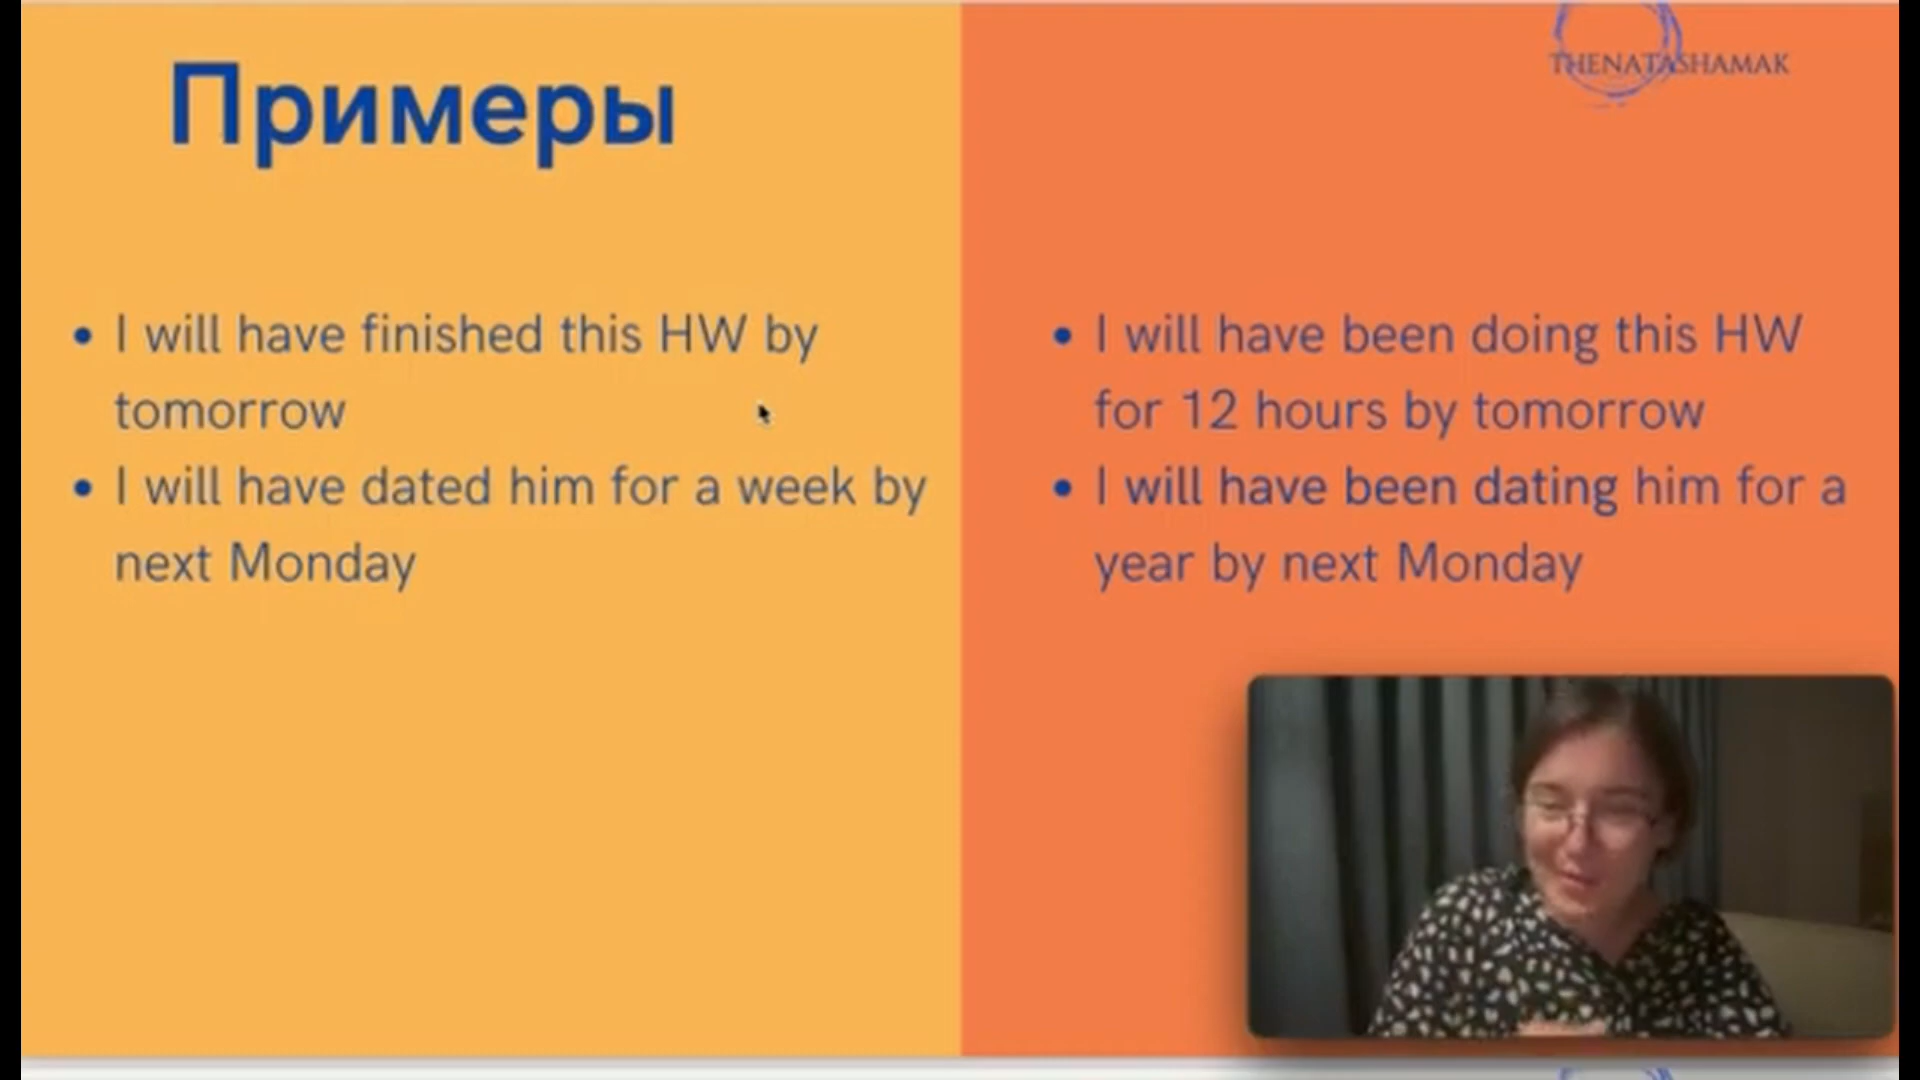 Примеры
THENATASHAMAK
• I will have finished this HW by
tomorrow
• I will have dated him for a week by
next Monday
• I will have been doing this HW
for 12 hours by tomorrow
• I will have been dating him for a
year by next Monday